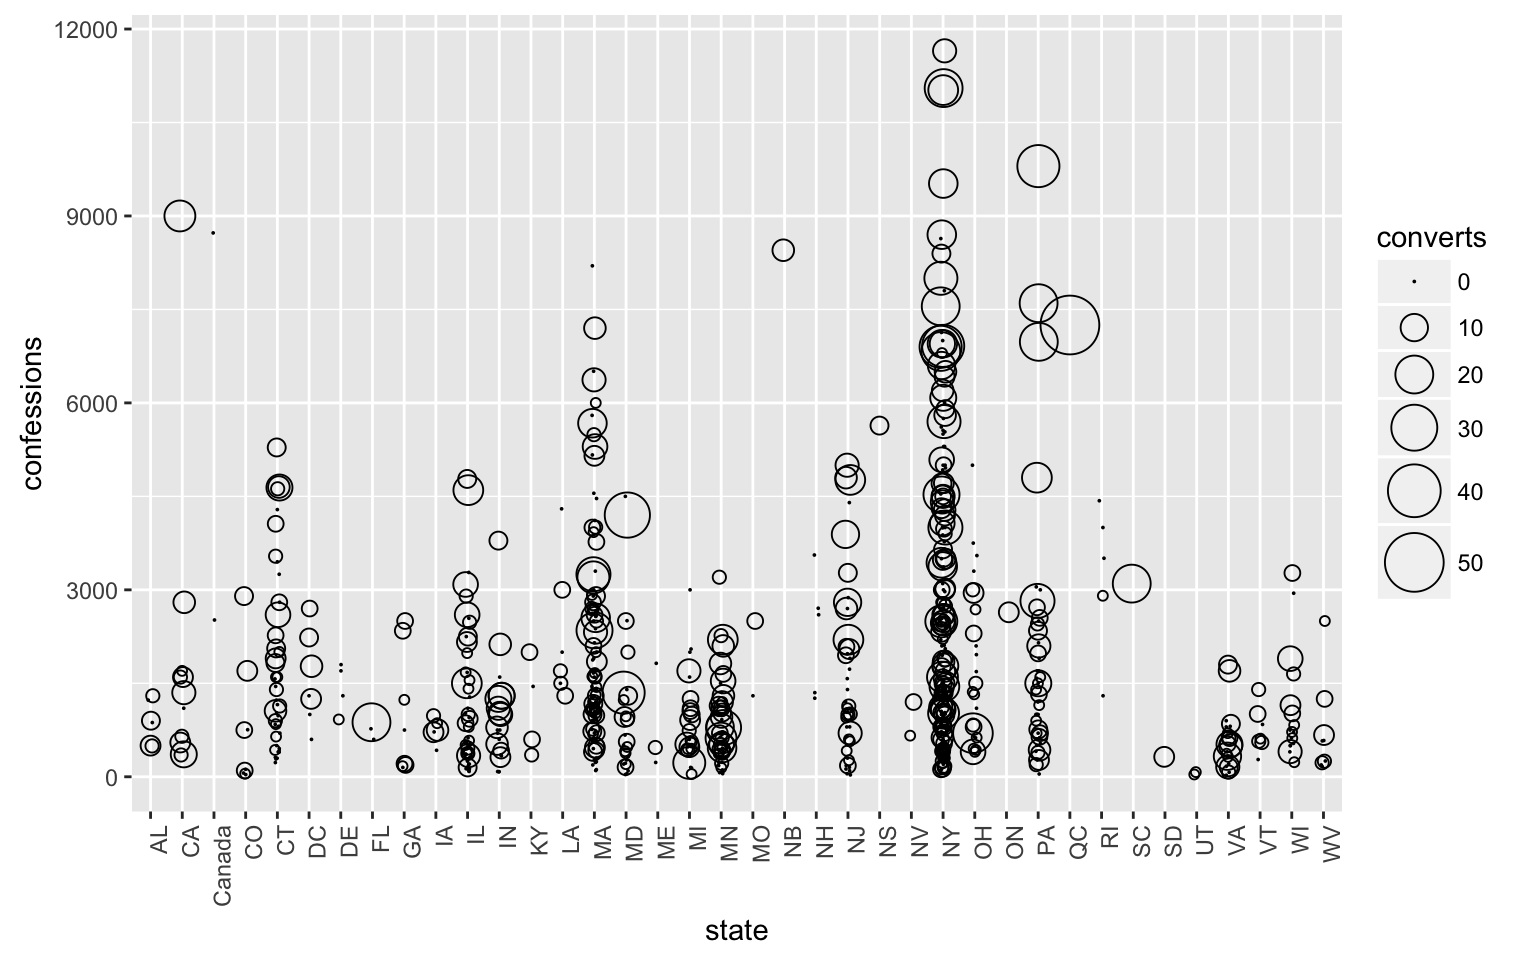 12000
9000
6000
3000
0
confessions
AL
CA
Canada
CO
CT
DC
DE
FL
GA
IA
IL
IN
KY
LA
MA
MD
ME
MI
MN
MO
NB
NH
NJ
NS
NV
NY
OH
ON
PA
QC
RI
SC
SD
UT
VA
VT
WI
WV
state
converts
0
10
20
30
40
50